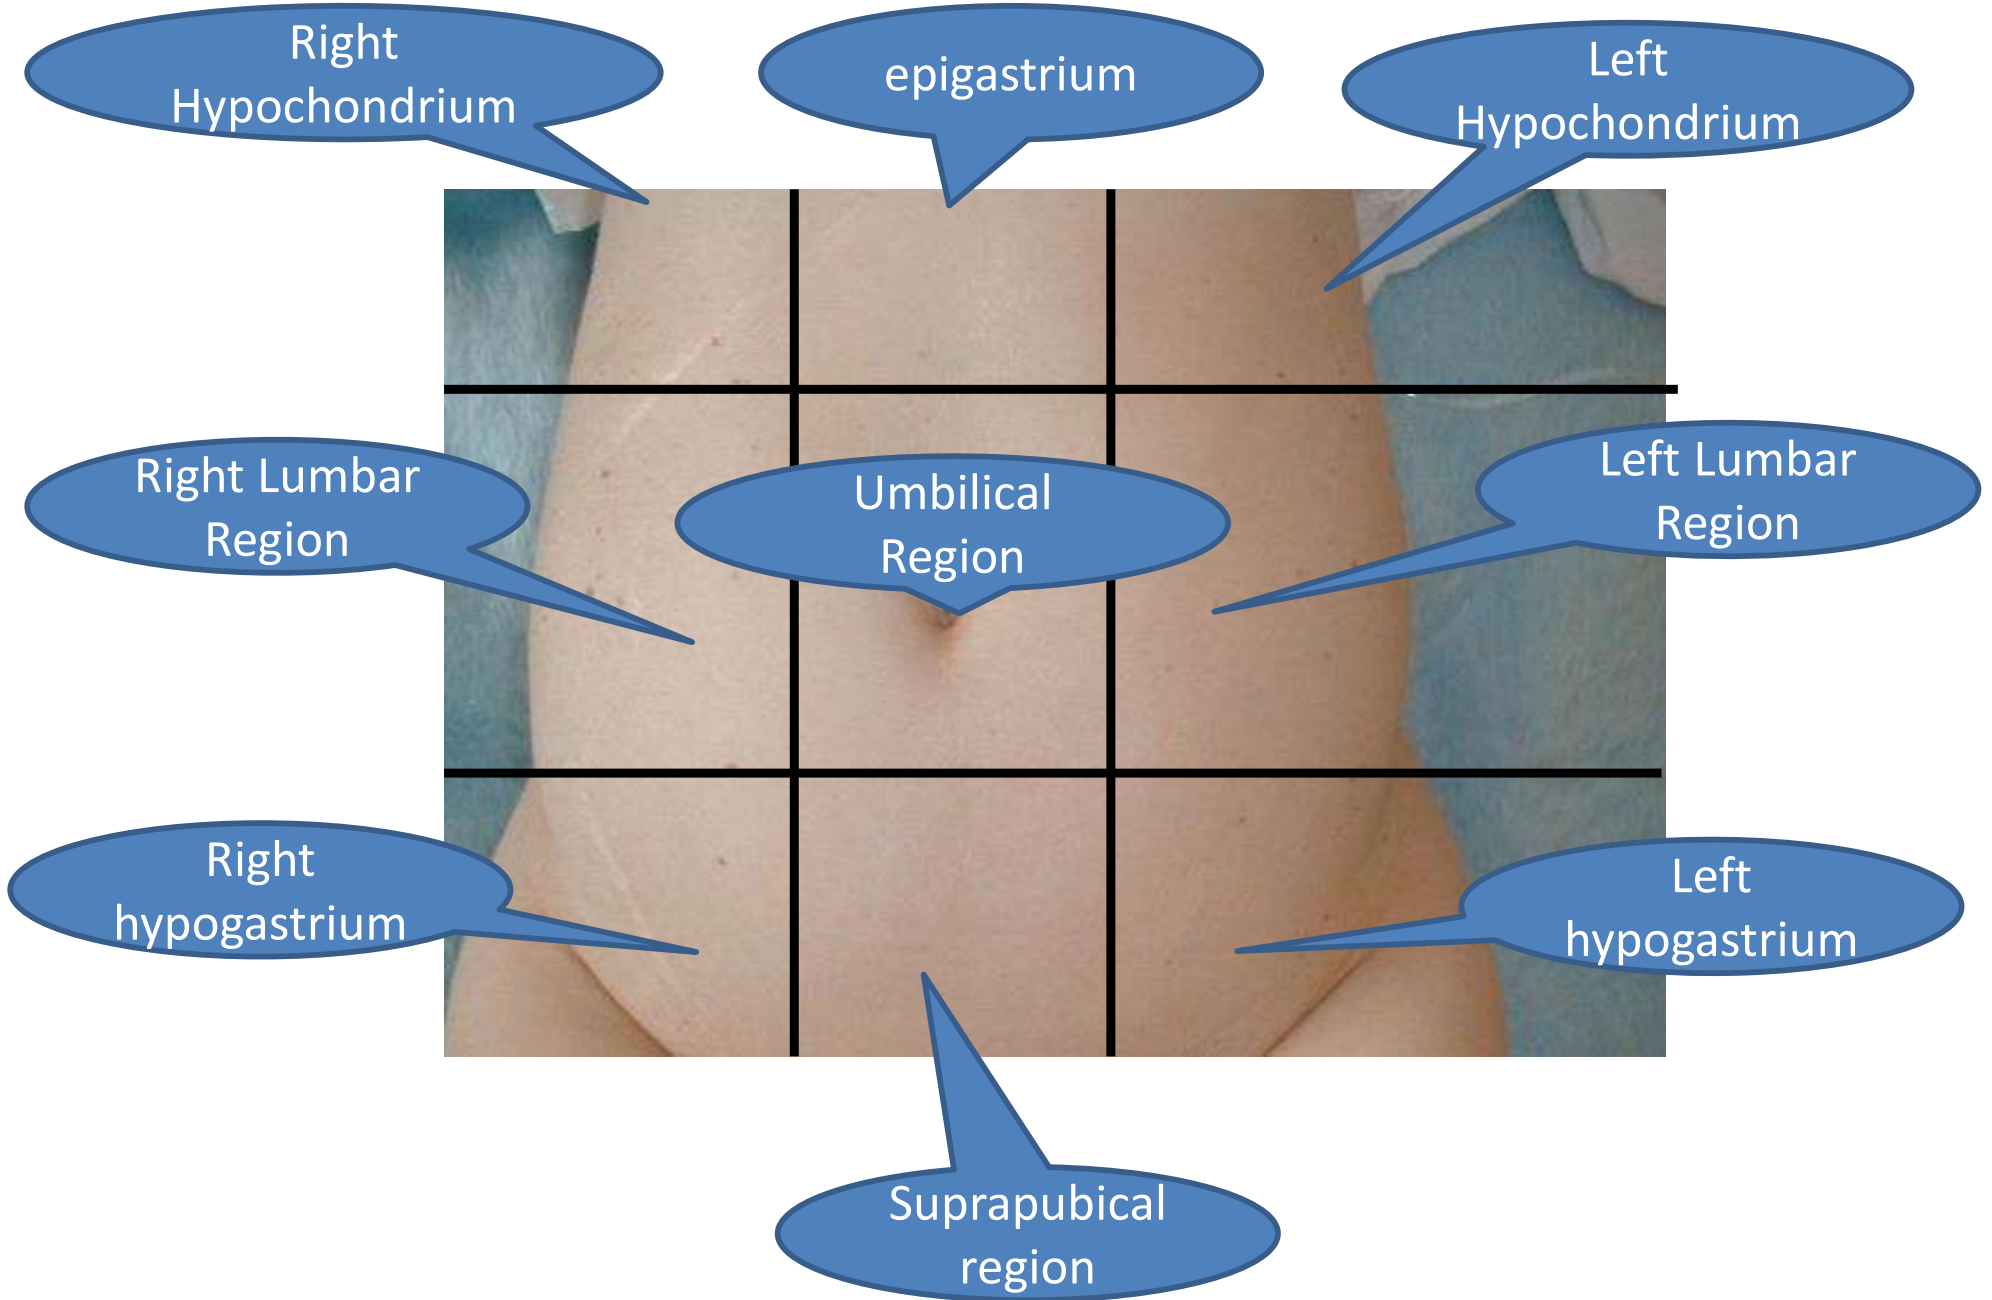 Right
Hypochondrium
epigastrium
Left
Hypochondrium
Right Lumbar
Region
Umbilical
Region
Left Lumbar
Region
Right
hypogastrium
Left
hypogastrium
Suprapubical
region